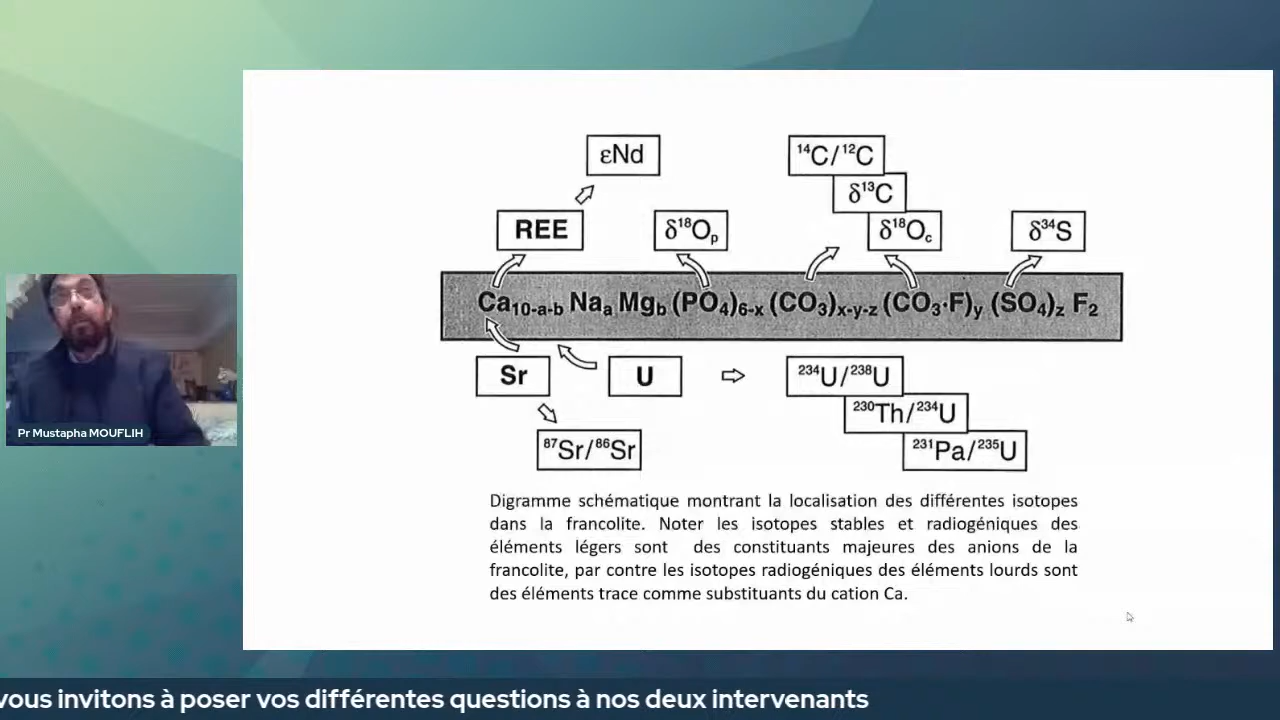 εNd
¹⁴C/¹²C
δ¹³C
REE
δ¹⁸Oₚ
δ¹⁸O꜀
δ³⁴S
Ca₁₀₋ₐ₋b Naₐ Mgb (PO₄)₆₋ₓ (CO₃)ₓ₋y₋z (CO₃·F)y (SO₄)z F₂
Sr
U
²³⁴U/²³⁸U
²³⁰Th/²³⁴U
⁸⁷Sr/⁸⁶Sr
²³¹Pa/²³⁵U
Pr Mustapha MOUFLIH
Digramme schématique montrant la localisation des différentes isotopes
dans la francolite. Noter les isotopes stables et radiogéniques des
éléments légers sont des constituants majeures des anions de la
francolite, par contre les isotopes radiogéniques des éléments lourds sont
des éléments trace comme substituants du cation Ca.
vous invitons à poser vos différentes questions à nos deux intervenants